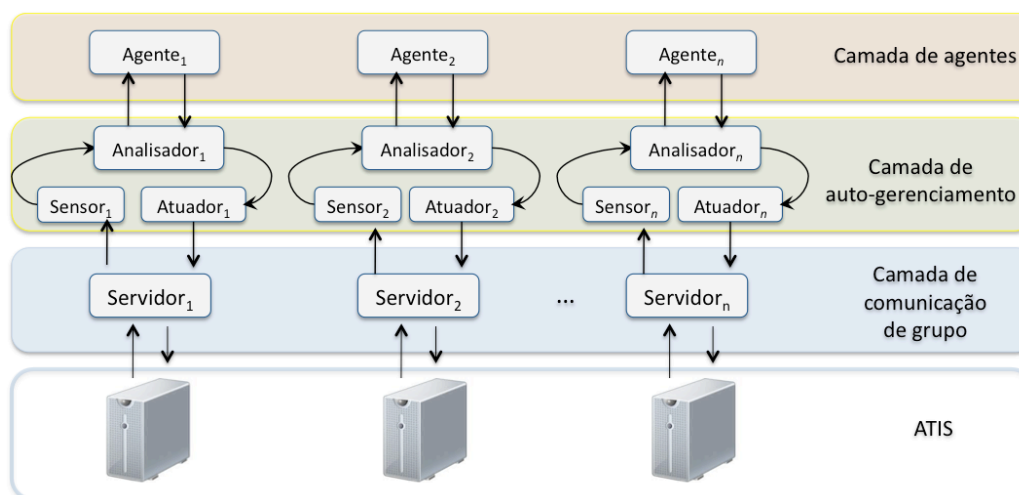 Agente1
Agente2
Agenten
Camada de agentes
Analisador1
Analisador2
Analisadorn
Camada de
auto-gerenciamento
Sensor1
Atuador1
Sensor2
Atuador2
Sensorn
Atuadorn
Servidor1
Servidor2
...
Servidorn
Camada de
comunicação
de grupo
ATIS